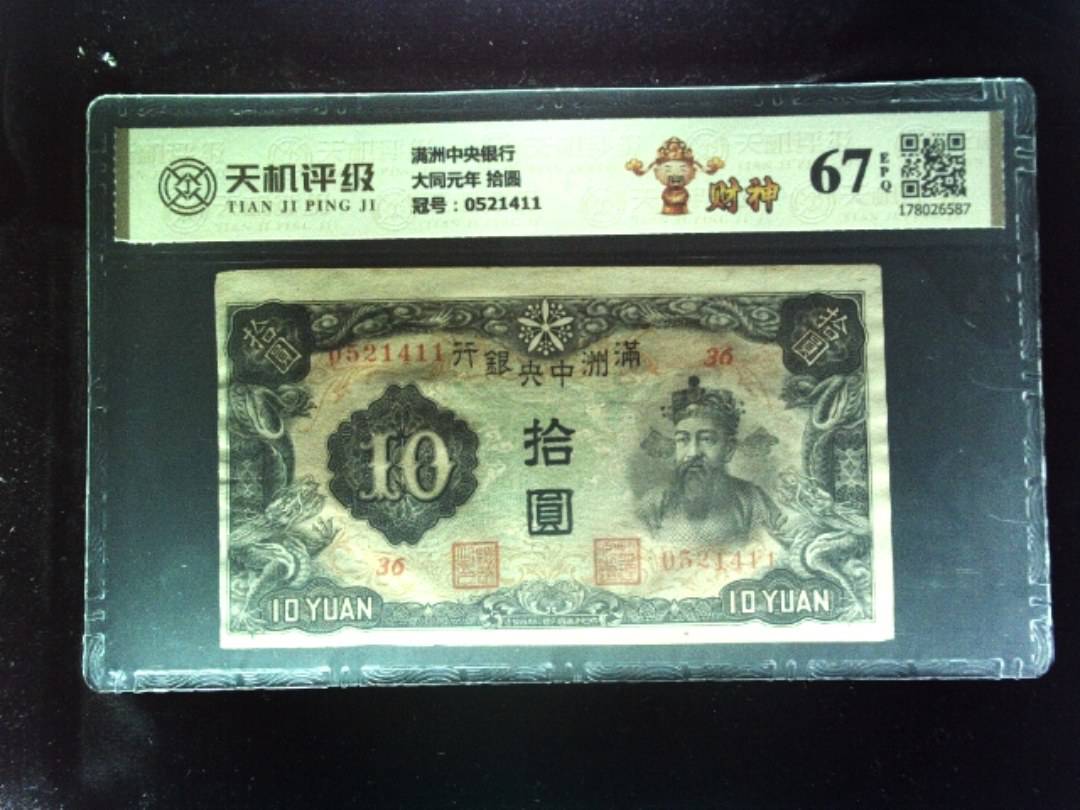 天机评级
TIAN JI PING JI
满洲中央银行
大同元年 拾圆
冠号：0521411
财神
67
EPQ
178026587
拾圓
0521411
行銀央中洲滿
36
拾圓
10
拾
圓
36
0521411
10 YUAN
10 YUAN